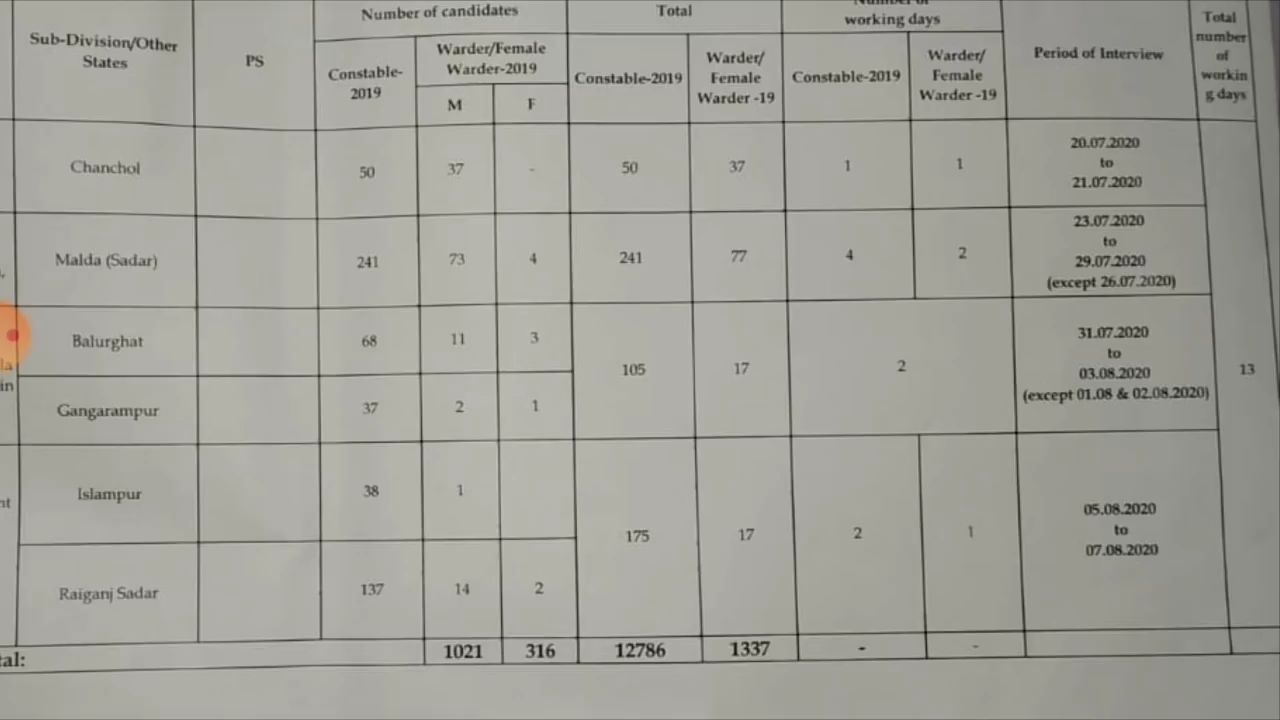 Number of candidates
Total
working days
Sub-Division/Other
States
PS
Constable-
2019
Warder/Female
Warder-2019
M
F
Constable-2019
Warder/
Female
Warder -19
Constable-2019
Warder/
Female
Warder -19
Period of Interview
Total
number
of
workin
g days
Chanchol
50
37
-
50
37
1
1
20.07.2020
to
21.07.2020
Malda (Sadar)
241
73
4
241
77
4
2
23.07.2020
to
29.07.2020
(except 26.07.2020)
Balurghat
68
11
3
105
17
2
31.07.2020
to
03.08.2020
(except 01.08 & 02.08.2020)
13
Gangarampur
37
2
1
Islampur
38
1
175
17
2
1
05.08.2020
to
07.08.2020
Raiganj Sadar
137
14
2
1021
316
12786
1337
-
-